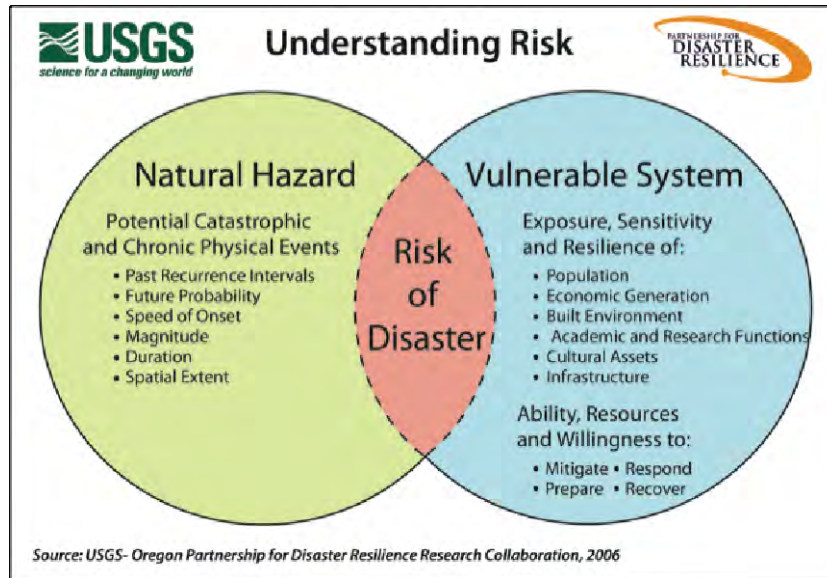 USGS
science for a changing world
Understanding Risk
PARTNERSHIP FOR
DISASTER
RESILIENCE
Natural Hazard
Potential Catastrophic
and Chronic Physical Events
• Past Recurrence Intervals
• Future Probability
• Speed of Onset
• Magnitude
• Duration
• Spatial Extent
Risk
of
Disaster
Vulnerable System
Exposure, Sensitivity
and Resilience of:
• Population
• Economic Generation
• Built Environment
• Academic and Research Functions
• Cultural Assets
• Infrastructure
Ability, Resources
and Willingness to:
• Mitigate • Respond
• Prepare • Recover
Source: USGS- Oregon Partnership for Disaster Resilience Research Collaboration, 2006